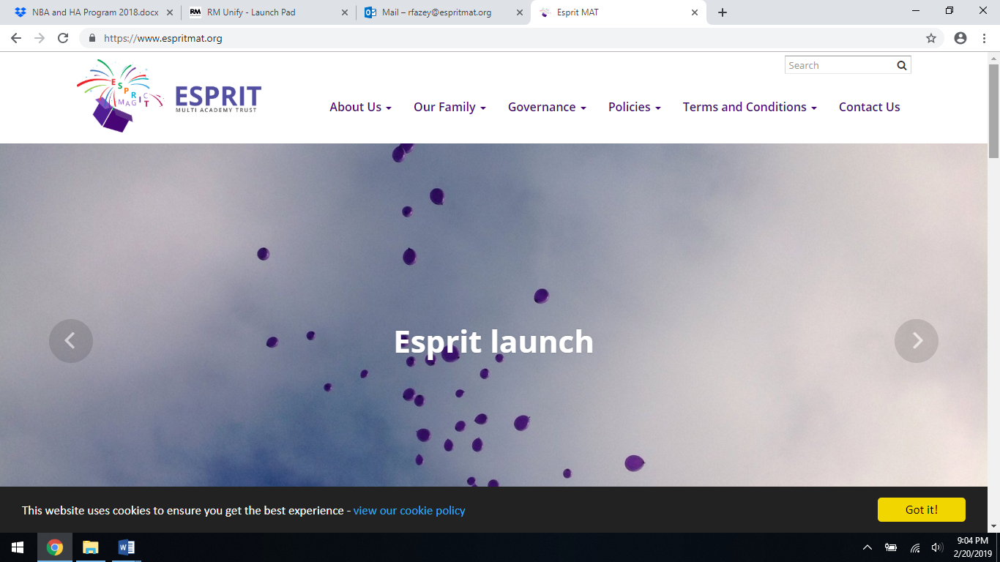 NBA and HA Program 2018.docx
RM Unify - Launch Pad
Mail – rfazey@espritmat.org
Esprit MAT
https://www.espritmat.org
ESPRIT
MAGICT
ESPRIT
MULTI ACADEMY TRUST
Search
About Us
Our Family
Governance
Policies
Terms and Conditions
Contact Us
Esprit launch
This website uses cookies to ensure you get the best experience - view our cookie policy
Got it!
9:04 PM
2/20/2019